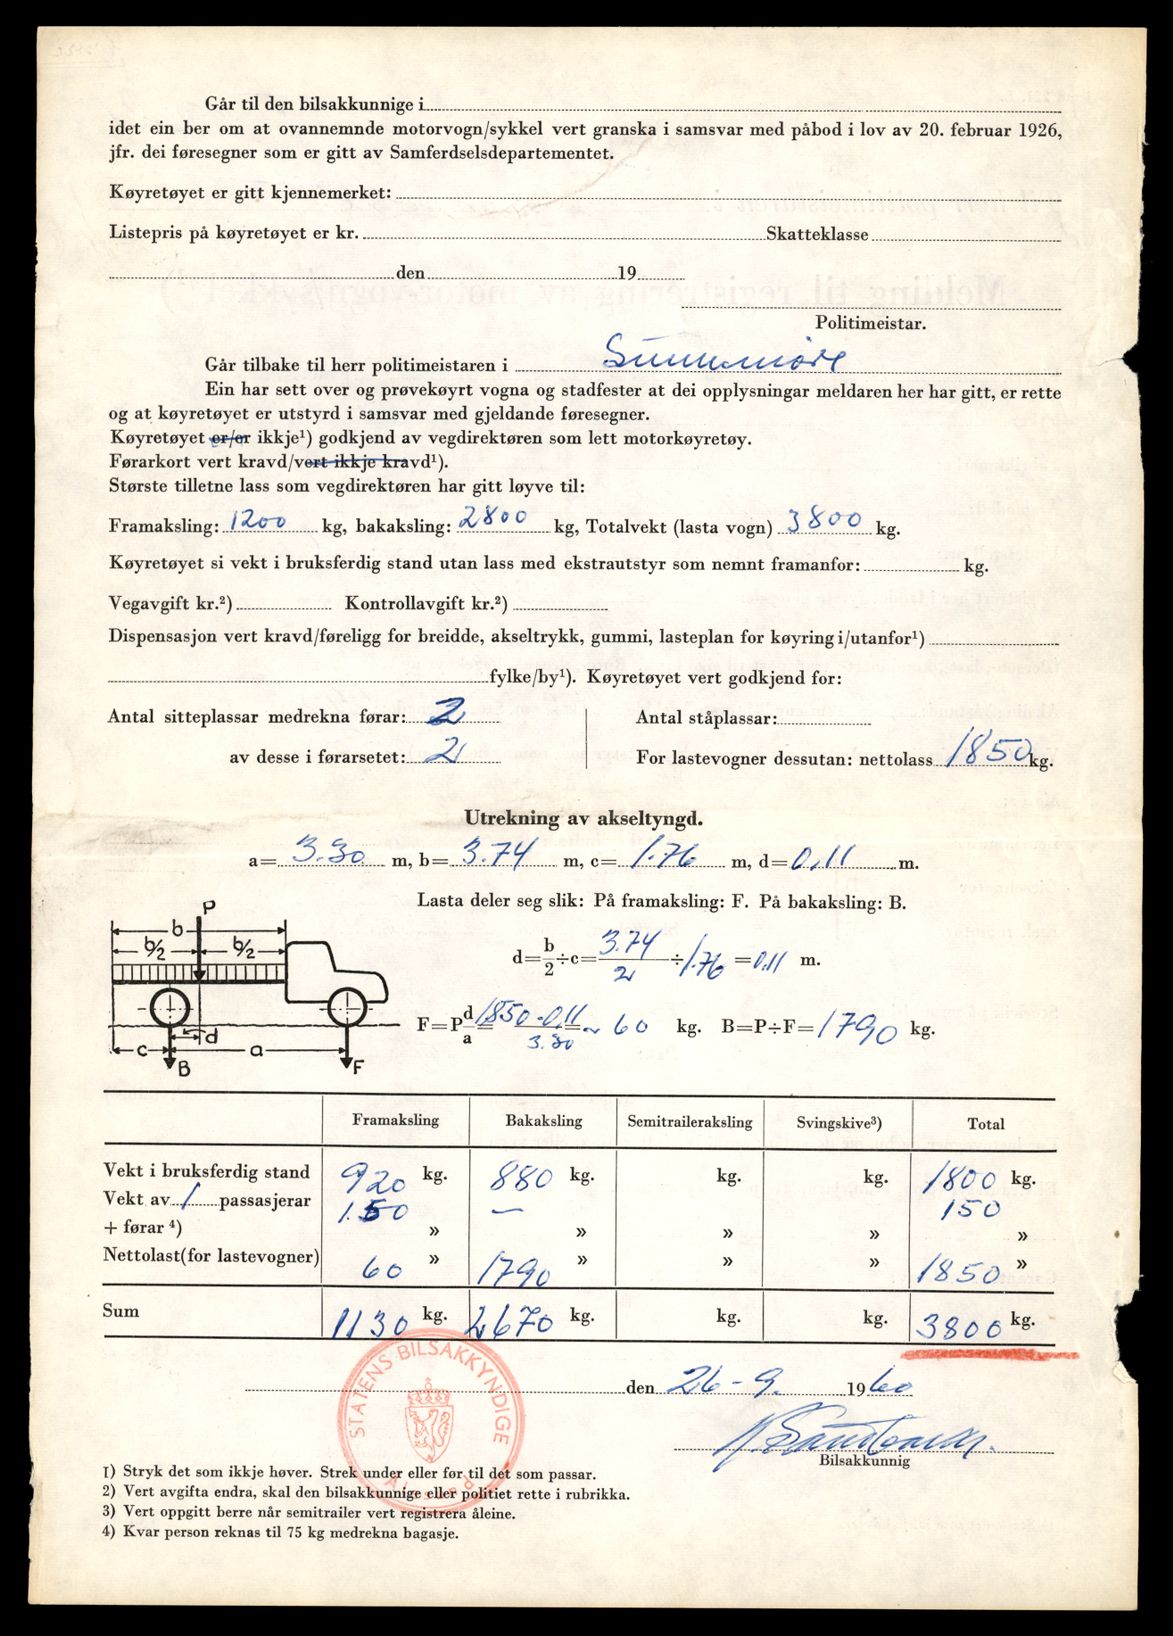 Går til den bilsakkunnige i
idet ein ber om at ovannemnde motorvogn/sykkel vert granska i samsvar med påbod i lov av 20. februar 1926,
jfr. dei føresegner som er gitt av Samferdselsdepartementet.
Køyretøyet er gitt kjennemerket:
Listepris på køyretøyet er kr. Skatteklasse
den 19
Politimeistar.
Går tilbake til herr politimeistaren i Sunnmøre
Ein har sett over og prøvekøyrt vogna og stadfester at dei opplysningar meldaren her har gitt, er rette
og at køyretøyet er utstyrd i samsvar med gjeldande føresegner.
Køyretøyet er/er ikkje¹) godkjend av vegdirektøren som lett motorkøyretøy.
Førarkort vert kravd/vert ikkje kravd¹).
Største tilletne lass som vegdirektøren har gitt løyve til:
Framaksling: 1200 kg, bakaksling: 2800 kg, Totalvekt (lasta vogn) 3800 kg.
Køyretøyet si vekt i bruksferdig stand utan lass med ekstrautstyr som nemnt framanfor: kg.
Vegavgift kr.²) Kontrollavgift kr.²)
Dispensasjon vert kravd/føreligg for breidde, akseltrykk, gummi, lasteplan for køyring i/utanfor¹)
fylke/by¹). Køyretøyet vert godkjend for:
Antal sitteplassar medrekna førar: 2 Antal ståplassar:
av desse i førarsetet: 2 For lastevogner dessutan: nettolass 1850 kg.
Utrekning av akseltyngd.
a= 3.30 m, b= 3.74 m, c= 1.76 m, d= 0,11 m.
Lasta deler seg slik: På framaksling: F. På bakaksling: B.
P
b
b/2 b/2
d
c a
B F
d=b/2÷c= 3.74/2 ÷ 1.76 = 0.11 m.
F=P d/a = 1850 · 0,11 / 3.30 = ~ 60 kg. B=P÷F= 1790 kg.
Framaksling Bakaksling Semitraileraksling Svingskive³) Total
Vekt i bruksferdig stand 920 kg. 880 kg. kg. kg. 1800 kg.
Vekt av 1 passasjerar 150 — 150
+ førar ⁴) » » » » »
Nettolast(for lastevogner) 60 » 1790 » » » 1850 »
Sum 1130 kg. 2670 kg. kg. kg. 3800 kg.
den 26-9. 1960
STATENS BILSAKKYNDIGE
Bilsakkunnig
1) Stryk det som ikkje høver. Strek under eller for til det som passar.
2) Vert avgifta endra, skal den bilsakkunnige eller politiet rette i rubrikka.
3) Vert oppgitt berre når semitrailer vert registrera åleine.
4) Kvar person reknas til 75 kg medrekna bagasje.